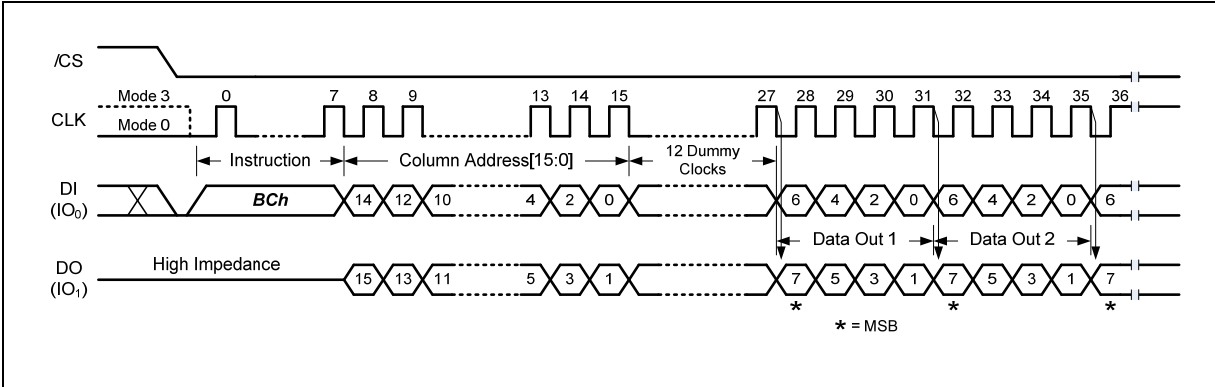 /CS
Mode 3 0 7 8 9 13 14 15 27 28 29 30 31 32 33 34 35 36
CLK
Mode 0
Instruction Column Address[15:0] 12 Dummy
Clocks
DI
(IO0) BCh 14 12 10 4 2 0 6 4 2 0 6 4 2 0 6
Data Out 1 Data Out 2
DO
(IO1) High Impedance 15 13 11 5 3 1 7 5 3 1 7 5 3 1 7
* * *
* = MSB